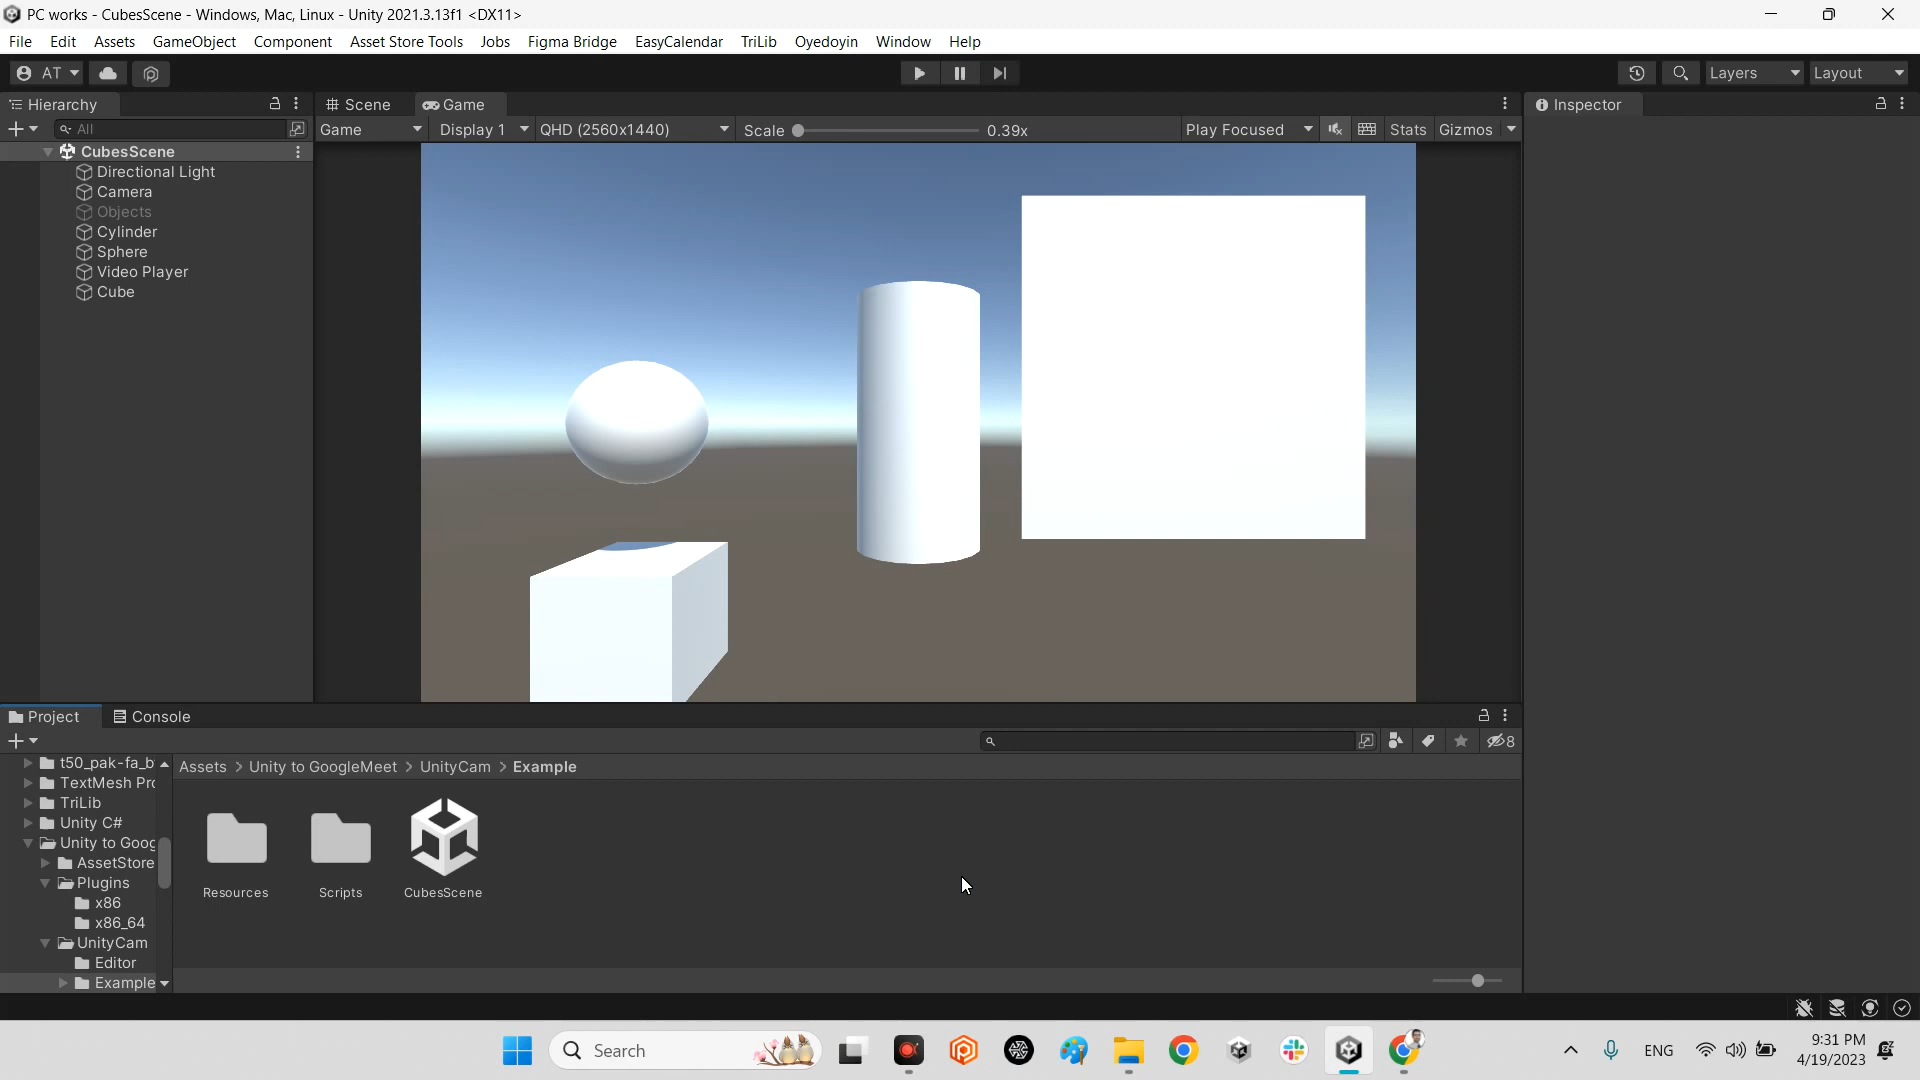 PC works - CubesScene - Windows, Mac, Linux - Unity 2021.3.13f1 <DX11>
File Edit Assets GameObject Component Asset Store Tools Jobs Figma Bridge EasyCalendar TriLib Oyedoyin Window Help
AT Layers Layout
Hierarchy Scene Game Inspector
All Game Display 1 QHD (2560x1440) Scale 0.39x Play Focused Stats Gizmos
CubesScene
Directional Light
Camera
Objects
Cylinder
Sphere
Video Player
Cube
Project Console
8
t50_pak-fa_b
TextMesh Pro
TriLib
Unity C#
Unity to Goog
AssetStore
Plugins
x86
x86_64
UnityCam
Editor
Example
Assets > Unity to GoogleMeet > UnityCam > Example
Resources Scripts CubesScene
Search ENG 9:31 PM
4/19/2023